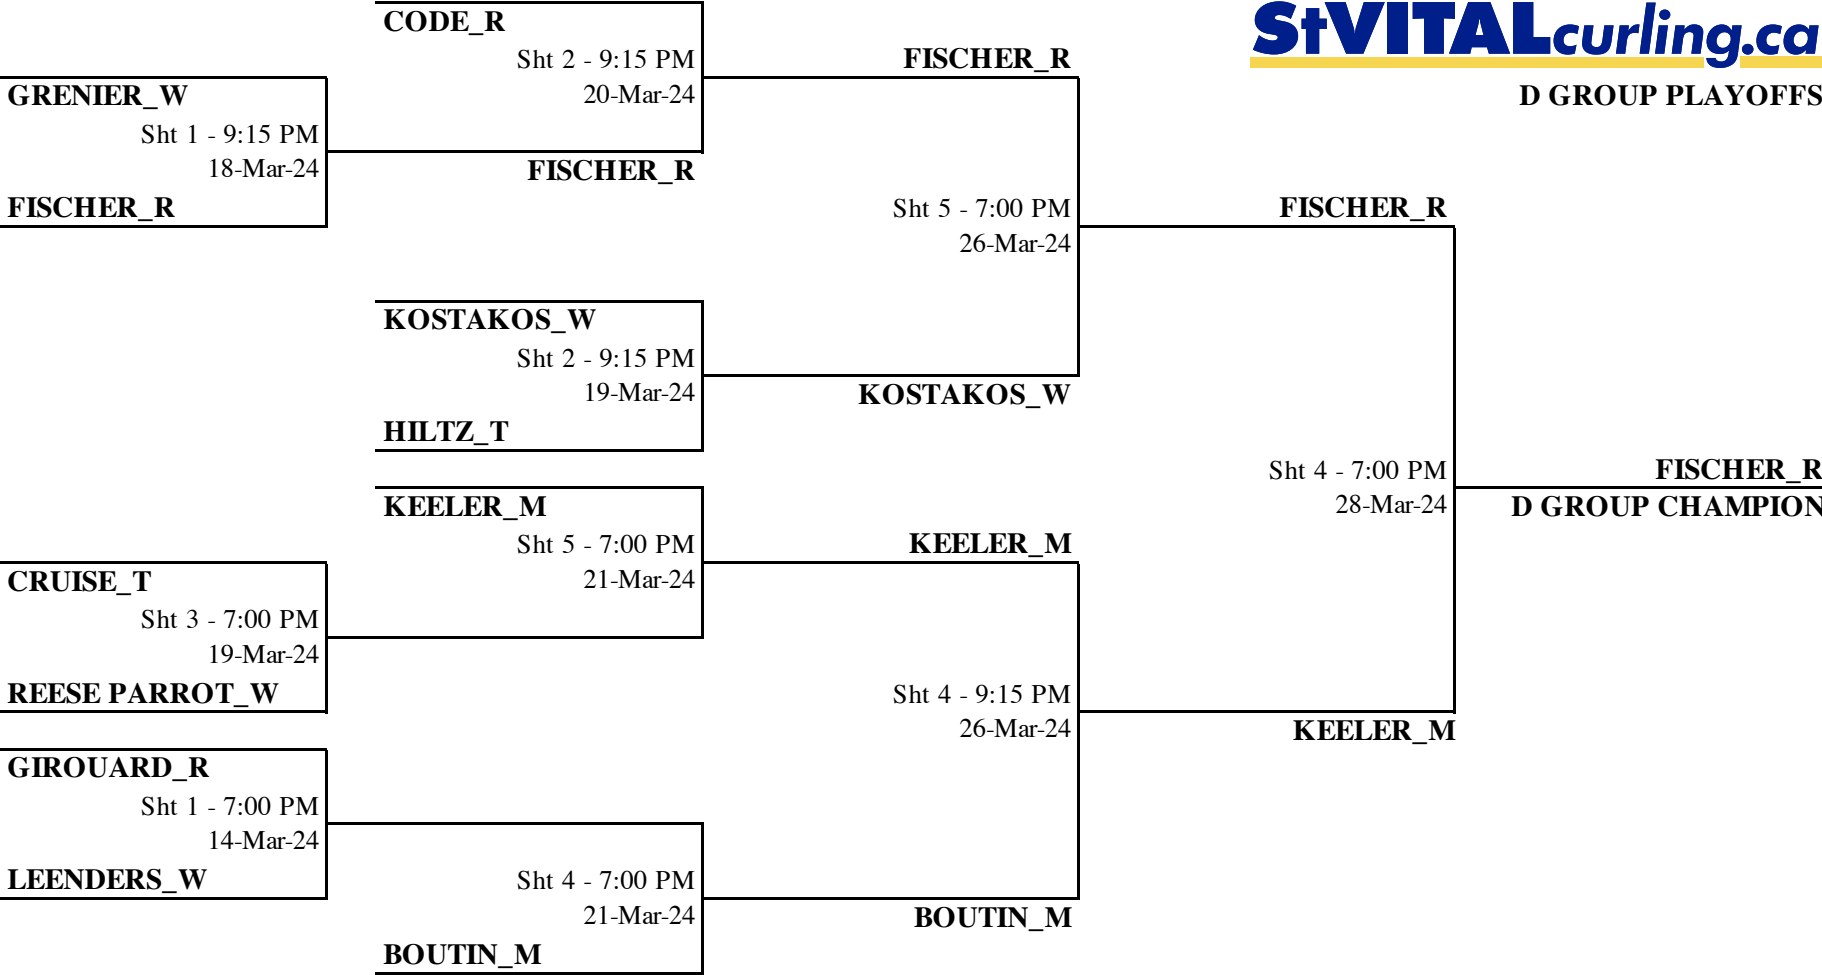 CODE_R
StVITALcurling.ca
Sht 2 - 9:15 PM
FISCHER_R
GRENIER_W
20-Mar-24
D GROUP PLAYOFFS
Sht 1 - 9:15 PM
18-Mar-24
FISCHER_R
FISCHER_R
Sht 5 - 7:00 PM
FISCHER_R
26-Mar-24
KOSTAKOS_W
Sht 2 - 9:15 PM
19-Mar-24
KOSTAKOS_W
HILTZ_T
Sht 4 - 7:00 PM
FISCHER_R
KEELER_M
28-Mar-24
D GROUP CHAMPION
Sht 5 - 7:00 PM
KEELER_M
CRUISE_T
21-Mar-24
Sht 3 - 7:00 PM
19-Mar-24
REESE PARROT_W
Sht 4 - 9:15 PM
26-Mar-24
KEELER_M
GIROUARD_R
Sht 1 - 7:00 PM
14-Mar-24
LEENDERS_W
Sht 4 - 7:00 PM
21-Mar-24
BOUTIN_M
BOUTIN_M